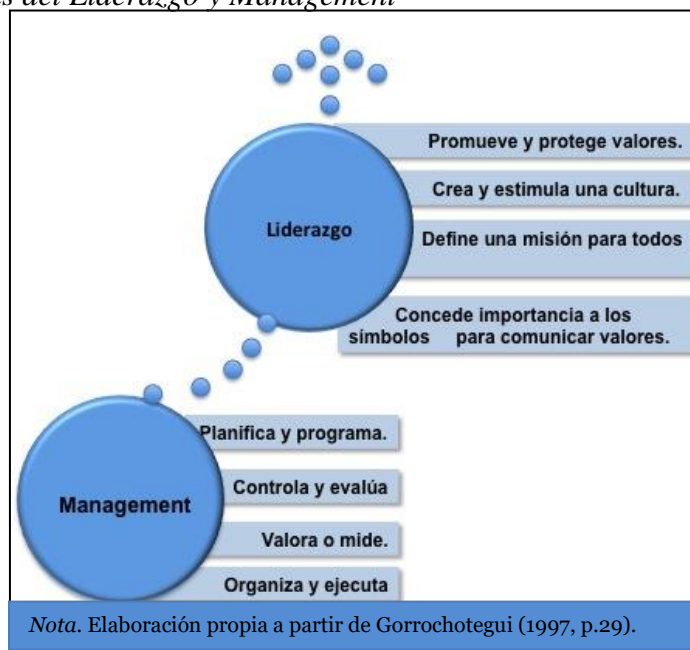 del Liderazgo y Management
Promueve y protege valores.
Crea y estimula una cultura.
Liderazgo
Define una misión para todos
Concede importancia a los
símbolos para comunicar valores.
Planifica y programa.
Controla y evalúa
Management
Valora o mide.
Organiza y ejecuta
Nota. Elaboración propia a partir de Gorrochotegui (1997, p.29).